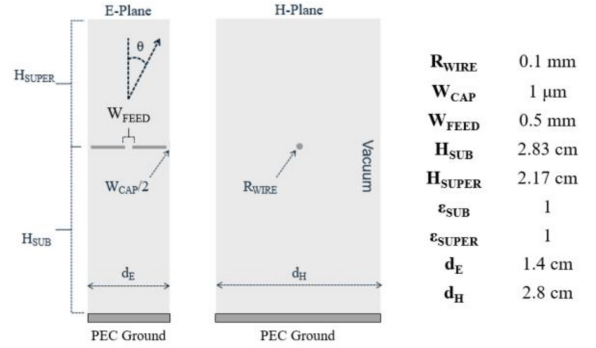 E-Plane
H-Plane
θ
H_SUPER
W_FEED
W_CAP/2
R_WIRE
Vacuum
H_SUB
d_E
d_H
PEC Ground
PEC Ground
R_WIRE 0.1 mm
W_CAP 1 μm
W_FEED 0.5 mm
H_SUB 2.83 cm
H_SUPER 2.17 cm
ε_SUB 1
ε_SUPER 1
d_E 1.4 cm
d_H 2.8 cm